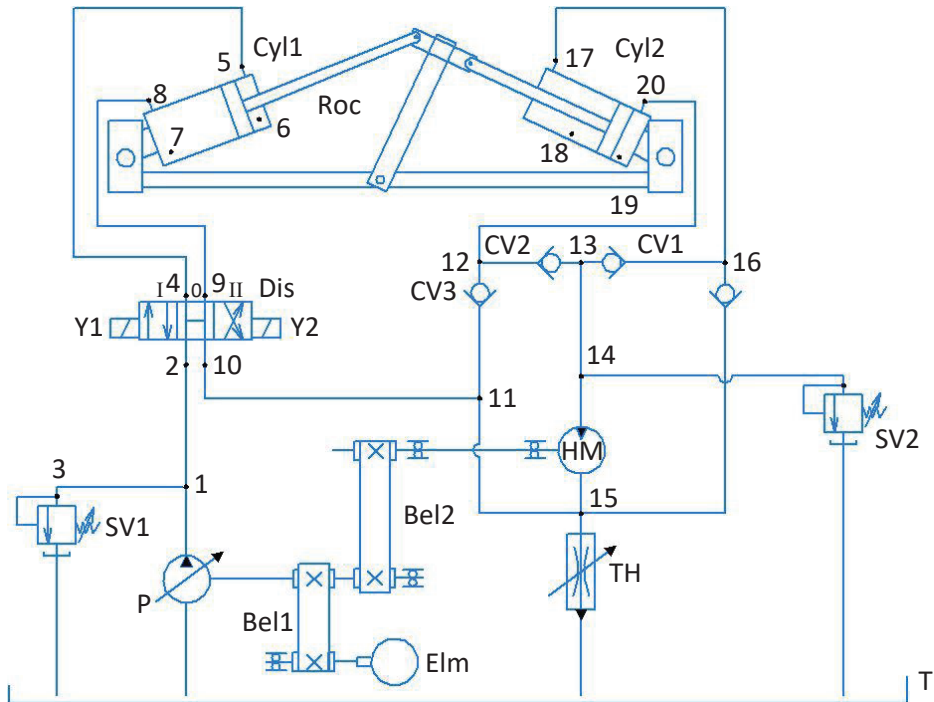 5 Cyl1
17 Cyl2
8
20
Roc
7
6
18
19
12 CV2 13 CV1 16
CV3
I 4 0 9 II Dis
Y1 Y2
2 10
14
11
SV2
HM
3
1
15
SV1
Bel2
TH
P
Bel1
Elm
T